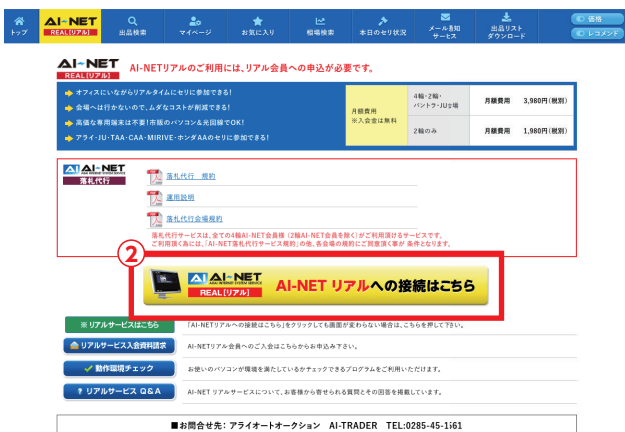 トップ
AI-NET
REAL[リアル]
出品検索
マイページ
お気に入り
相場検索
本日のセリ状況
メール通知
サービス
出品リスト
ダウンロード
価格
レコメンド
AI-NET
REAL[リアル]
AI-NETリアルのご利用には、リアル会員への申込が必要です。
オフィスにいながらリアルタイムにセリに参加できる!
会場へは行かないので、ムダなコストが削減できる!
高価な専用端末は不要!市販のパソコン&光回線でOK!
アライ・JU・TAA・CAA・MIRIVE・ホンダAAのセリに参加できる!
月額費用
※入会金は無料
4輪・2輪・
バントラ・JU会場
月額費用 3,980円(税別)
2輪のみ
月額費用 1,980円(税別)
AI AI-NET
落札代行
落札代行 規約
運用説明
落札代行会場規約
落札代行サービスは、全ての4輪AI-NET会員様(2輪AI-NET会員を除く)がご利用頂けるサービスです。
ご利用頂く為には、「AI-NET落札代行サービス規約」の他、各会場の規約にご同意頂く事が 条件となります。
②
AI AI-NET
REAL[リアル]
AI-NET リアルへの接続はこちら
※ リアルサービスはこちら
「AI-NETリアルへの接続はこちら」をクリックしても画面が変わらない場合は、こちらを押して下さい。
リアルサービス入会資料請求
AI-NETリアル会員へのご入会はこちらからお申込み下さい。
動作環境チェック
お使いのパソコンが環境を満たしているかチェックできるプログラムをご利用いただけます。
? リアルサービス Q&A
AI-NET リアルサービスについて、お客様から寄せられる質問とその回答を掲載しています。
■お問合せ先: アライオートオークション AI-TRADER TEL:0285-45-1161